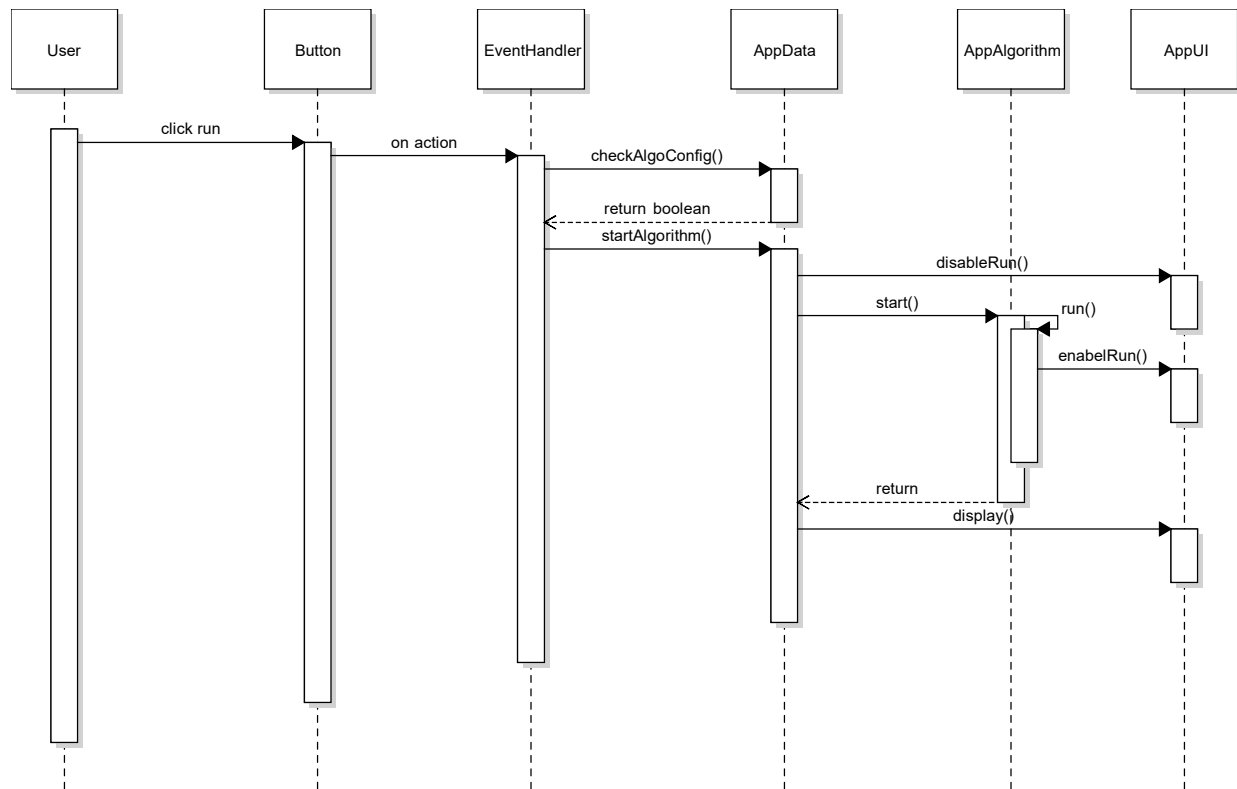 User
Button
EventHandler
AppData
AppAlgorithm
AppUI
click run
on action
checkAlgoConfig()
return boolean
startAlgorithm()
disableRun()
start()
run()
enabelRun()
return
display()